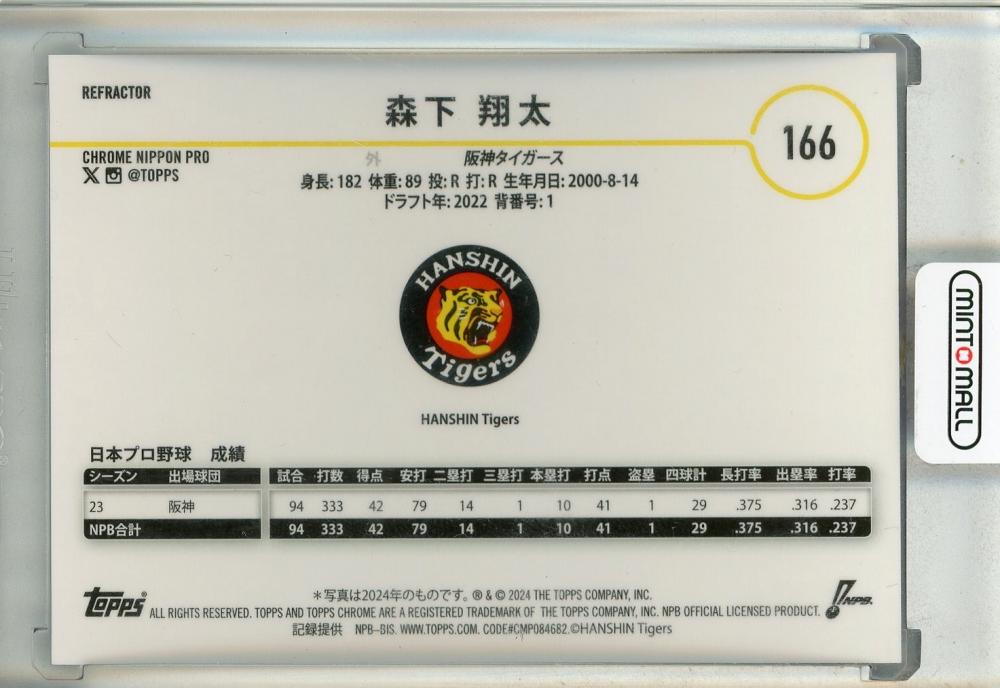 REFRACTOR
森下 翔太
166
CHROME NIPPON PRO
@TOPPS
外 阪神タイガース
身長: 182 体重: 89 投: R 打: R 生年月日: 2000-8-14
ドラフト年: 2022 背番号: 1
HANSHIN
Tigers
HANSHIN Tigers
MINT MALL
日本プロ野球 成績
シーズン 出場球団 試合 打数 得点 安打 二塁打 三塁打 本塁打 打点 盗塁 四球計 長打率 出塁率 打率
23 阪神 94 333 42 79 14 1 10 41 1 29 .375 .316 .237
NPB合計 94 333 42 79 14 1 10 41 1 29 .375 .316 .237
topps
＊写真は2024年のものです。 ® & © 2024 THE TOPPS COMPANY, INC.
ALL RIGHTS RESERVED. TOPPS AND TOPPS CHROME ARE A REGISTERED TRADEMARK OF THE TOPPS COMPANY, INC. NPB OFFICIAL LICENSED PRODUCT.
NPB.
記録提供 NPB–BIS. WWW.TOPPS.COM. CODE#CMP084682. ©HANSHIN Tigers